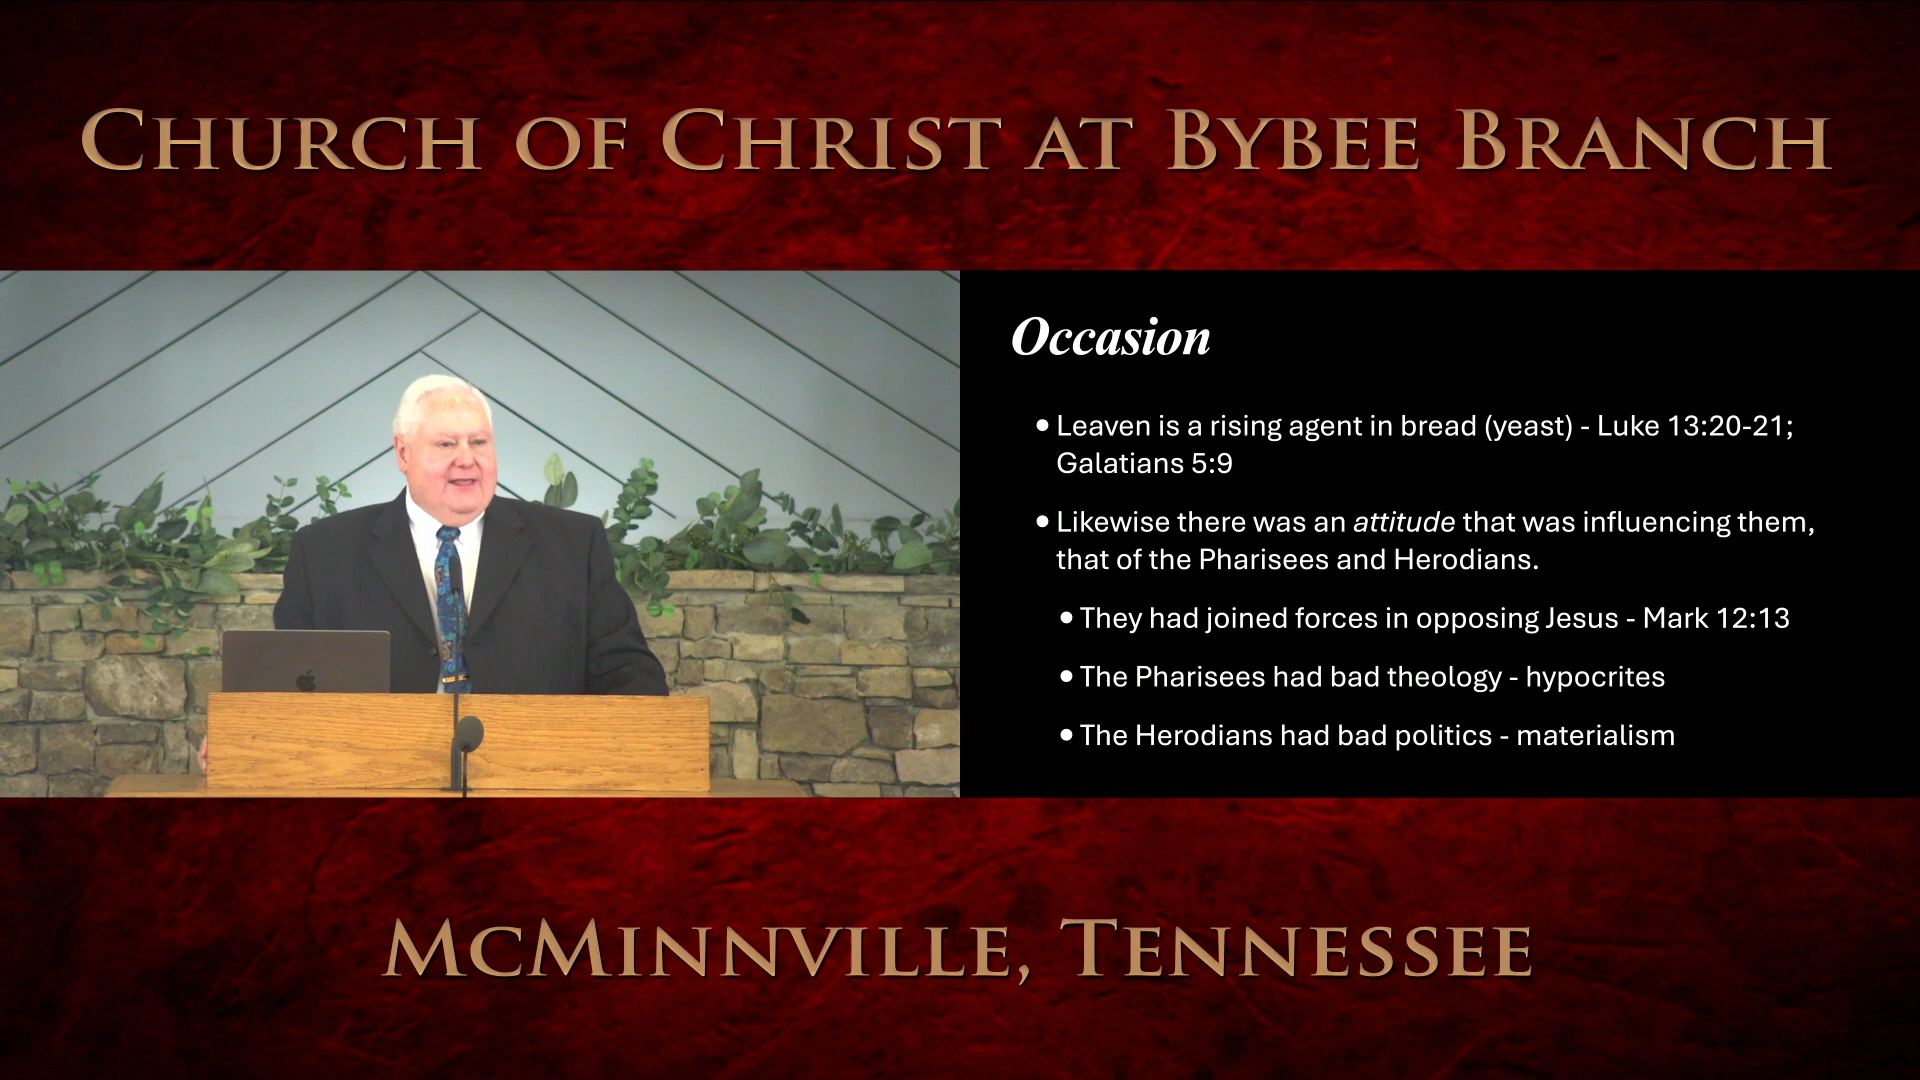 Church of Christ at Bybee Branch
Occasion
• Leaven is a rising agent in bread (yeast) - Luke 13:20-21;
Galatians 5:9
• Likewise there was an attitude that was influencing them,
that of the Pharisees and Herodians.
• They had joined forces in opposing Jesus - Mark 12:13
• The Pharisees had bad theology - hypocrites
• The Herodians had bad politics - materialism
McMinnville, Tennessee